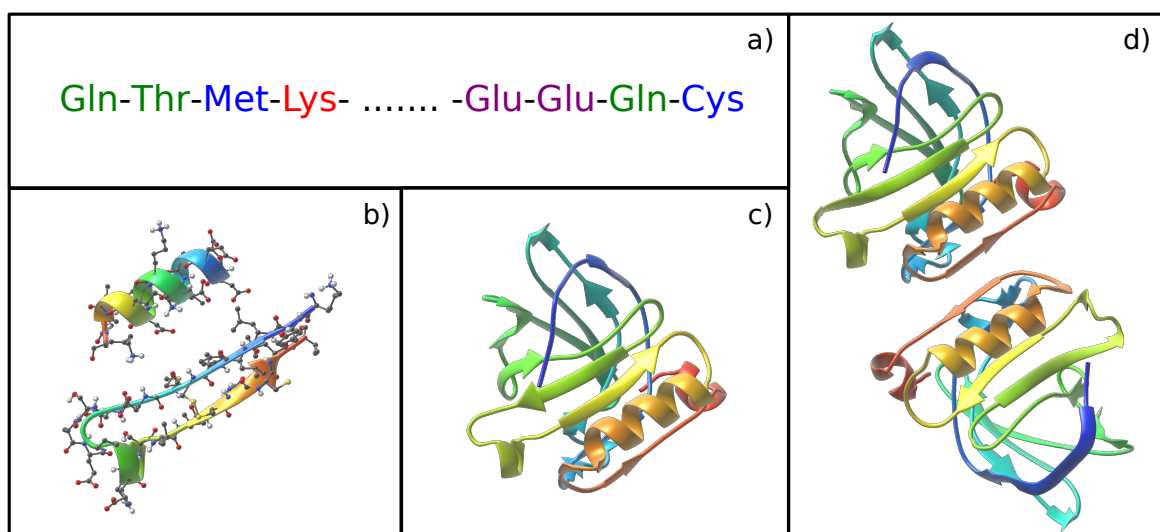 a)
Gln-Thr-Met-Lys- ....... -Glu-Glu-Gln-Cys
b)
c)
d)